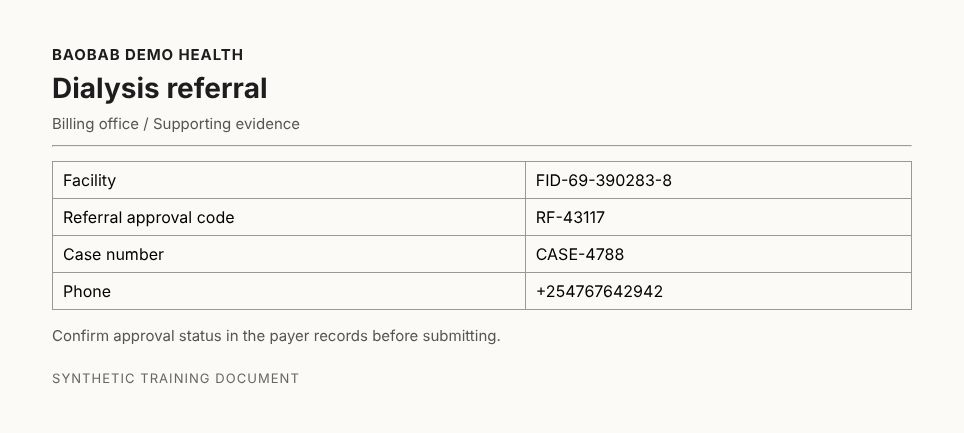 BAOBAB DEMO HEALTH
Dialysis referral
Billing office / Supporting evidence
Facility FID-69-390283-8
Referral approval code RF-43117
Case number CASE-4788
Phone +254767642942
Confirm approval status in the payer records before submitting.
SYNTHETIC TRAINING DOCUMENT